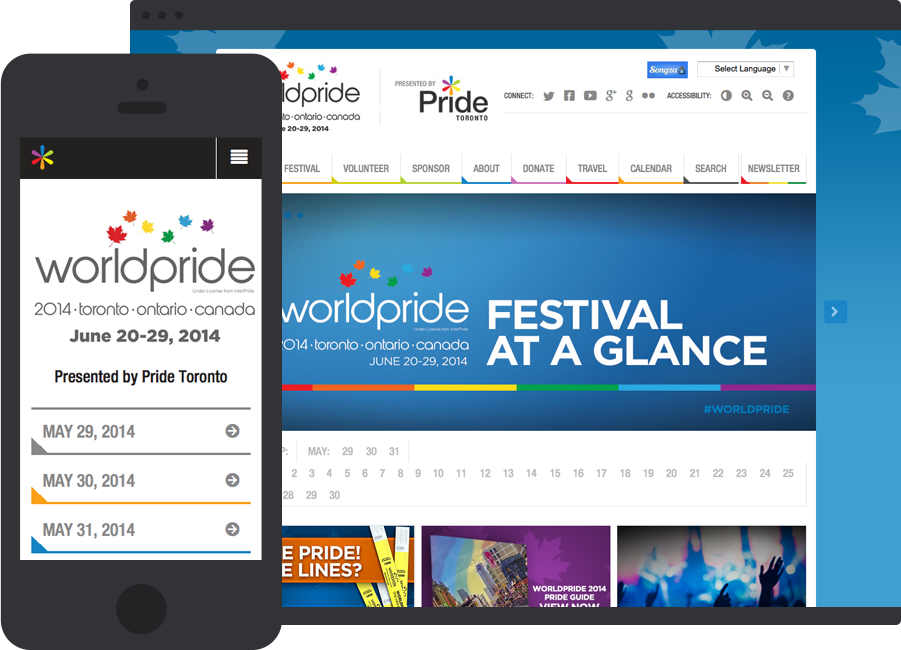 worldpride
Under License from InterPride
2014·toronto·ontario·canada
June 20-29, 2014
Presented by Pride Toronto
MAY 29, 2014
MAY 30, 2014
MAY 31, 2014
ldpride
to·ontario·canada
e 20-29, 2014
PRESENTED BY
Pride
TORONTO
Songza
Select Language
CONNECT:
ACCESSIBILITY:
FESTIVAL VOLUNTEER SPONSOR ABOUT DONATE TRAVEL CALENDAR SEARCH NEWSLETTER
worldpride
Under License from InterPride
2014·toronto·ontario·canada
JUNE 20-29, 2014
FESTIVAL
AT A GLANCE
#WORLDPRIDE
P: MAY: 29 30 31
2 3 4 5 6 7 8 9 10 11 12 13 14 15 16 17 18 19 20 21 22 23 24 25
28 29 30
E PRIDE!
E LINES?
WORLDPRIDE 2014
PRIDE GUIDE
VIEW NOW